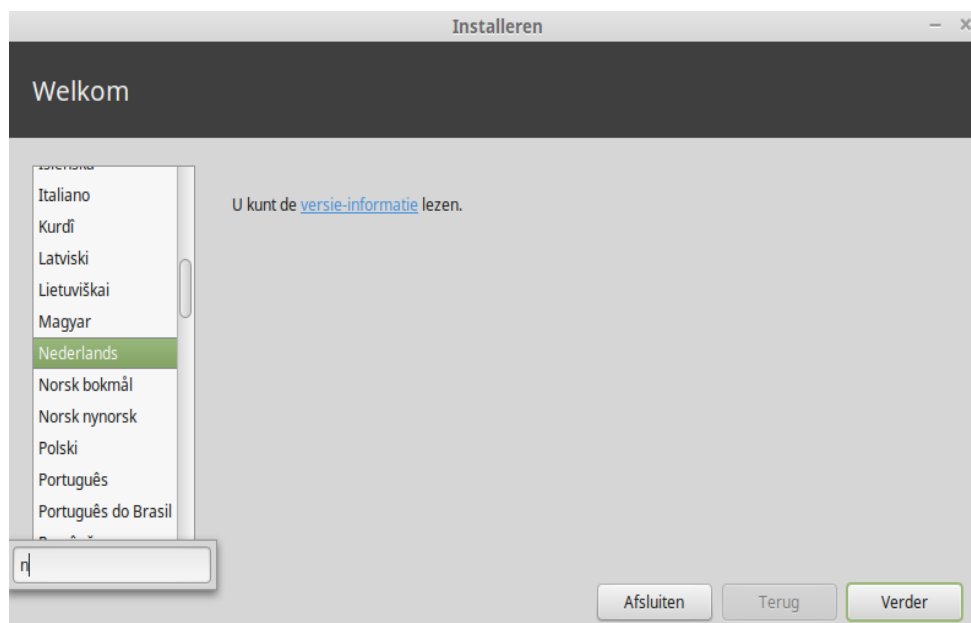 Installeren
Welkom
Italiano
Kurdî
Latviski
Lietuviškai
Magyar
Nederlands
Norsk bokmål
Norsk nynorsk
Polski
Português
Português do Brasil
U kunt de versie-informatie lezen.
n
Afsluiten
Terug
Verder